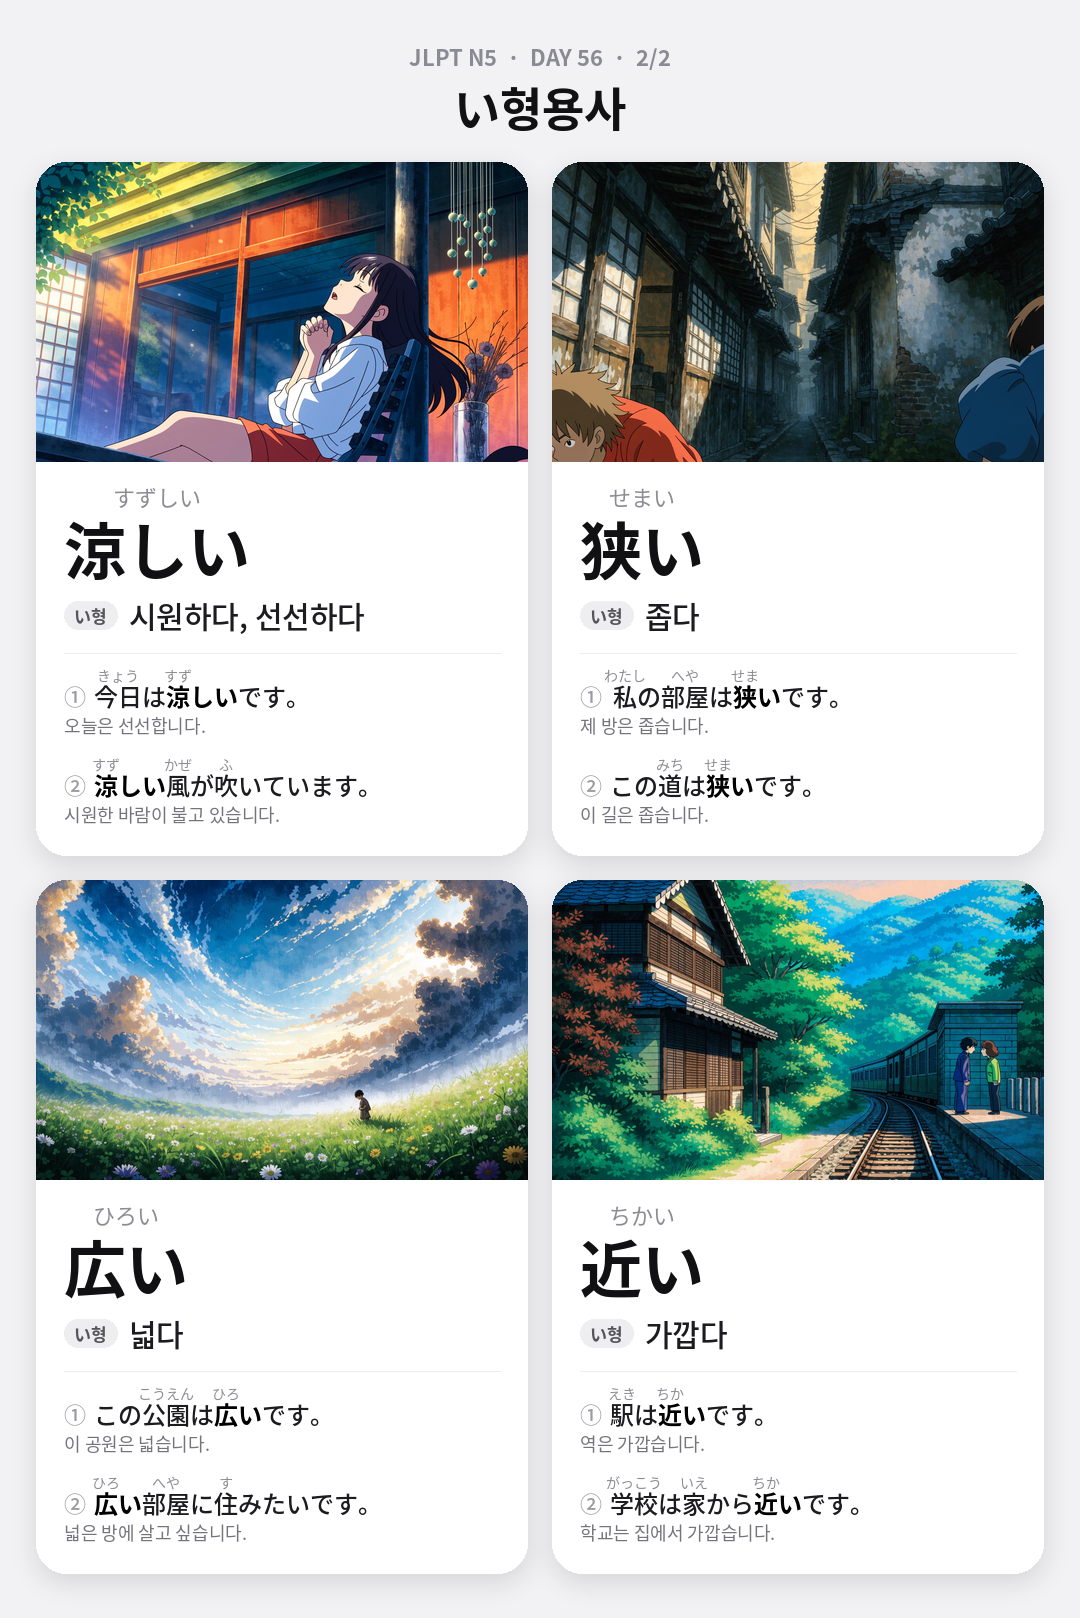 JLPT N5 · DAY 56 · 2/2
い형용사
すずしい
涼しい
い형 시원하다, 선선하다
きょう すず
① 今日は涼しいです。
오늘은 선선합니다.
すず かぜ ふ
② 涼しい風が吹いています。
시원한 바람이 불고 있습니다.
せまい
狭い
い형 좁다
わたし へや せま
① 私の部屋は狭いです。
제 방은 좁습니다.
みち せま
② この道は狭いです。
이 길은 좁습니다.
ひろい
広い
い형 넓다
こうえん ひろ
① この公園は広いです。
이 공원은 넓습니다.
ひろ へや す
② 広い部屋に住みたいです。
넓은 방에 살고 싶습니다.
ちかい
近い
い형 가깝다
えき ちか
① 駅は近いです。
역은 가깝습니다.
がっこう いえ ちか
② 学校は家から近いです。
학교는 집에서 가깝습니다.